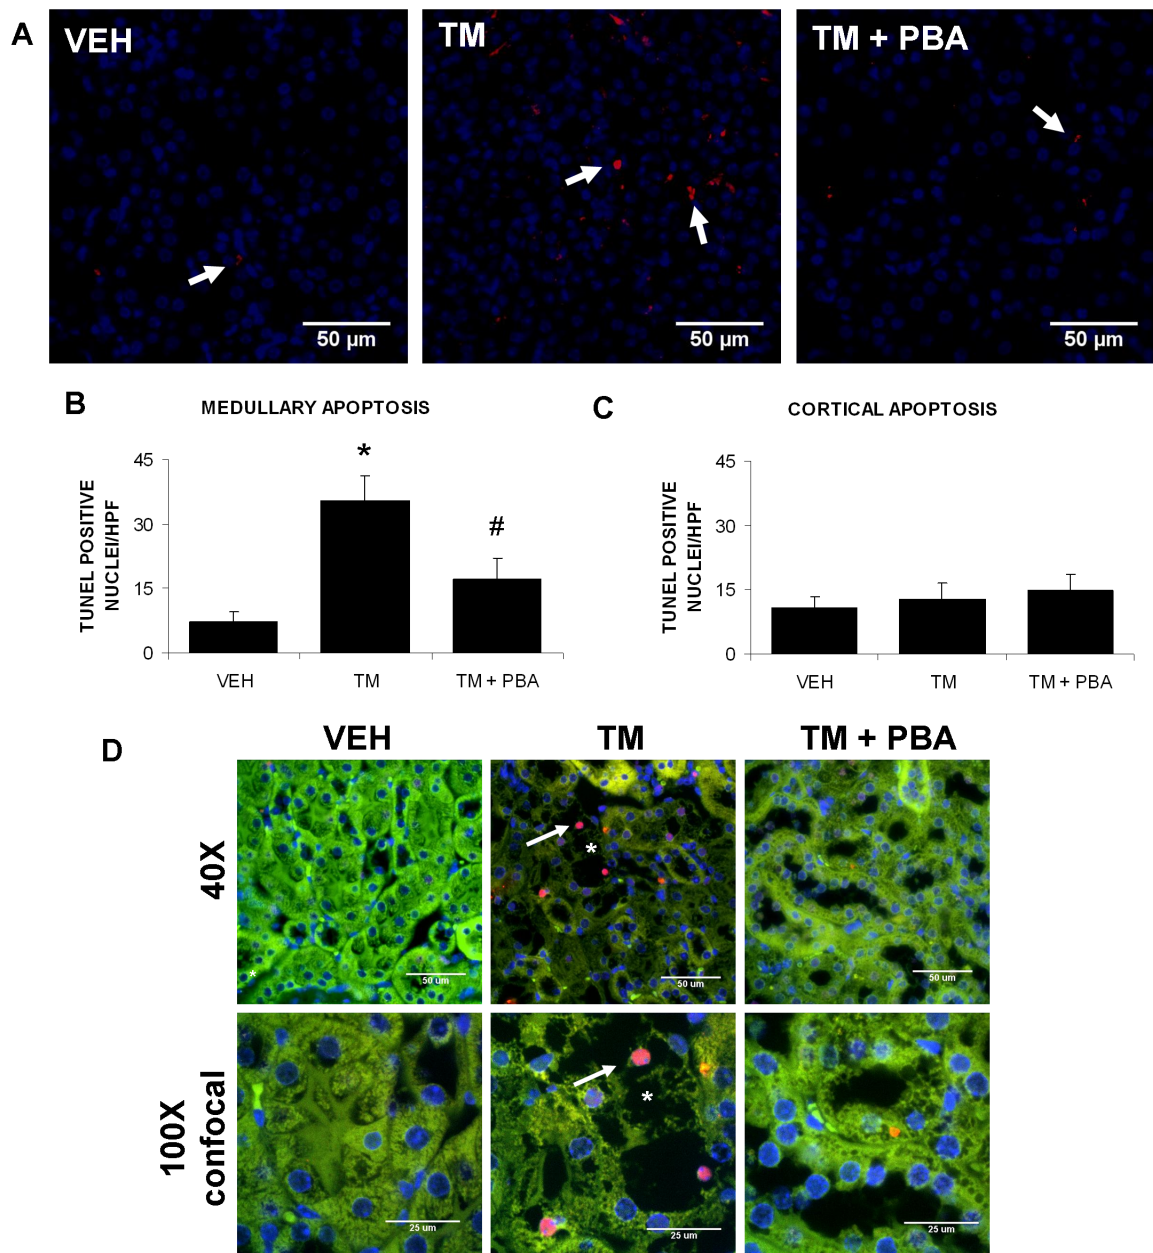 A
VEH
TM
TM + PBA
50 µm
50 µm
50 µm
B
MEDULLARY APOPTOSIS
TUNEL POSITIVE
NUCLEI/HPF
45
30
15
0
*
#
VEH
TM
TM + PBA
C
CORTICAL APOPTOSIS
TUNEL POSITIVE
NUCLEI/HPF
45
30
15
0
VEH
TM
TM + PBA
D
VEH
TM
TM + PBA
40X
*
50 um
*
50 um
50 um
100X
confocal
25 um
*
25 um
25 um